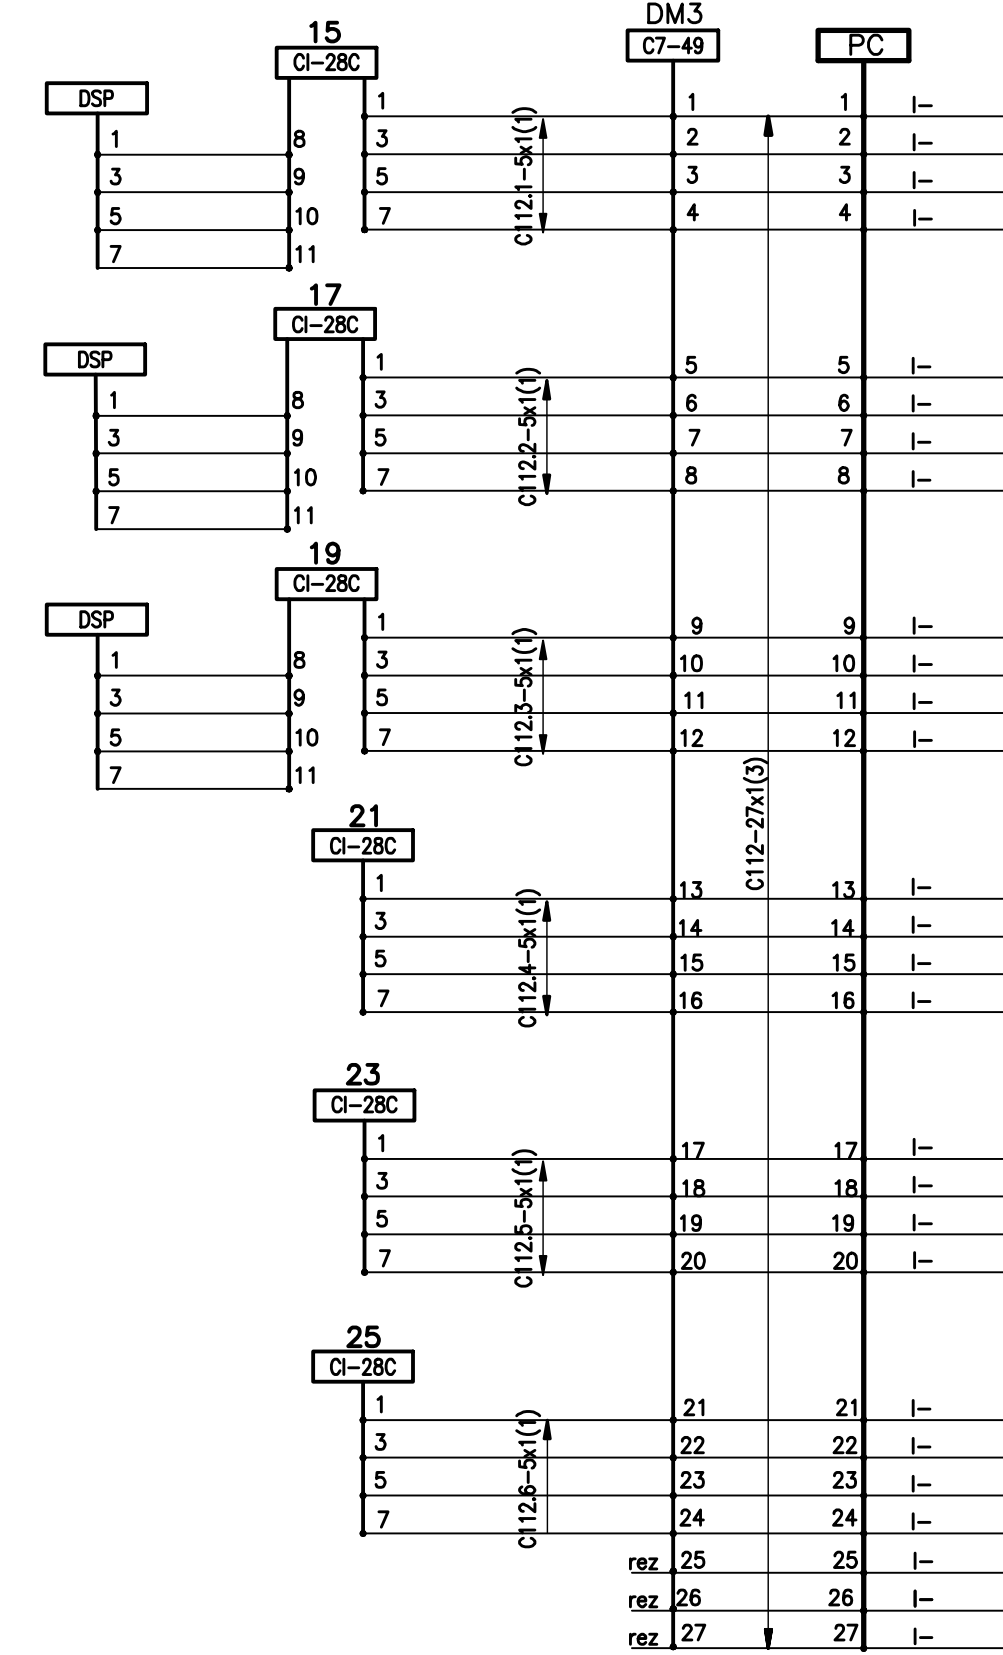 DM3
15
CI-28C
C7-49
PC
DSP
1 1 1 I-
1 8 3 2 2 I-
3 9 5 3 3 I-
5 10 7 4 4 I-
7 11
C112.1-5x1(1)
17
CI-28C
DSP
1 5 5 I-
1 8 3 6 6 I-
3 9 5 7 7 I-
5 10 7 8 8 I-
7 11
C112.2-5x1(1)
19
CI-28C
DSP
1 9 9 I-
1 8 3 10 10 I-
3 9 5 11 11 I-
5 10 7 12 12 I-
7 11
C112.3-5x1(1)
C112-27x1(3)
21
CI-28C
1 13 13 I-
3 14 14 I-
5 15 15 I-
7 16 16 I-
C112.4-5x1(1)
23
CI-28C
1 17 17 I-
3 18 18 I-
5 19 19 I-
7 20 20 I-
C112.5-5x1(1)
25
CI-28C
1 21 21 I-
3 22 22 I-
5 23 23 I-
7 24 24 I-
C112.6-5x1(1)
rez 25 25 I-
rez 26 26 I-
rez 27 27 I-